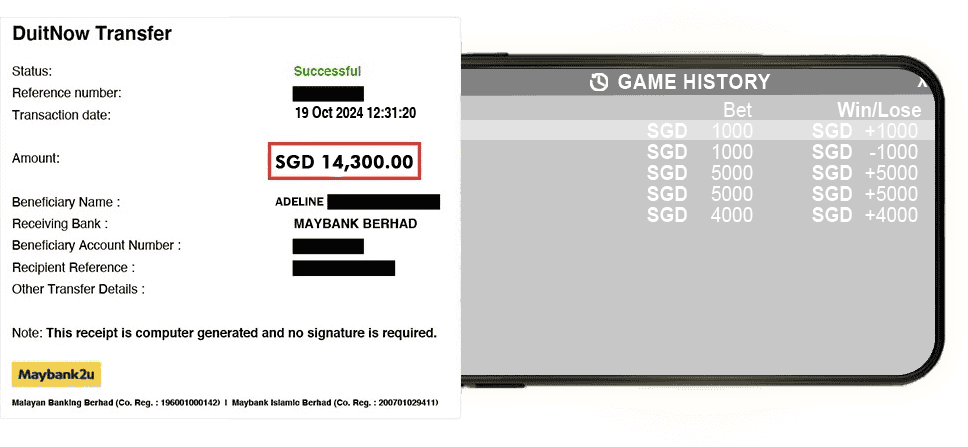 DuitNow Transfer
Status: Successful
Reference number:
Transaction date: 19 Oct 2024 12:31:20
Amount: SGD 14,300.00
Beneficiary Name : ADELINE
Receiving Bank : MAYBANK BERHAD
Beneficiary Account Number :
Recipient Reference :
Other Transfer Details :
Note: This receipt is computer generated and no signature is required.
Maybank2u
Malayan Banking Berhad (Co. Reg. : 196001000142) I Maybank Islamic Berhad (Co. Reg. : 200701029411)
GAME HISTORY X
Bet Win/Lose
SGD 1000 SGD +1000
SGD 1000 SGD -1000
SGD 5000 SGD +5000
SGD 5000 SGD +5000
SGD 4000 SGD +4000